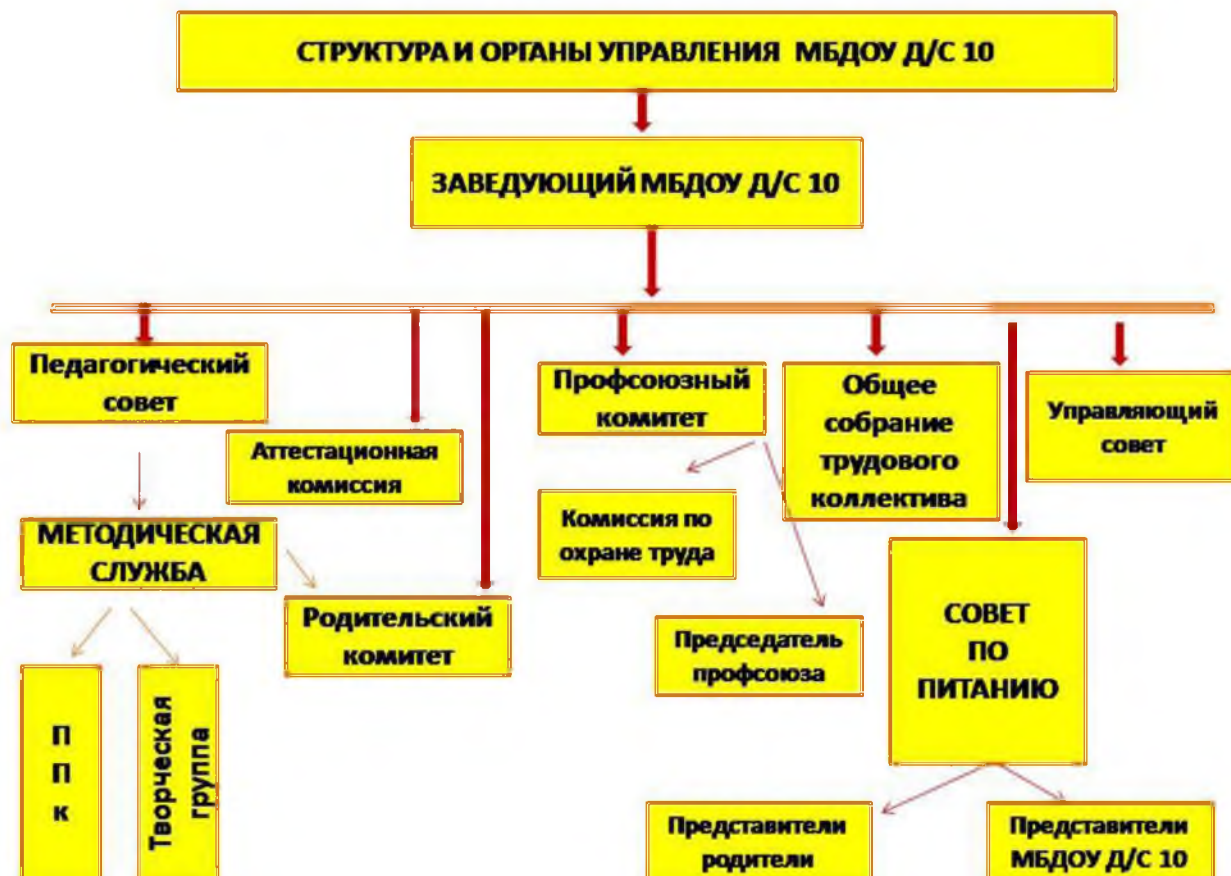 СТРУКТУРА И ОРГАНЫ УПРАВЛЕНИЯ МБДОУ Д/С 10
ЗАВЕДУЮЩИЙ МБДОУ Д/С 10
Педагогический
совет
Аттестационная
комиссия
Профсоюзный
комитет
Общее
собрание
трудового
коллектива
Управляющий
совет
МЕТОДИЧЕСКАЯ
СЛУЖБА
Родительский
комитет
Комиссия по
охране труда
Председатель
профсоюза
СОВЕТ
ПО
ПИТАНИЮ
П
П
к
Творческая
группа
Представители
родители
Представители
МБДОУ Д/С 10